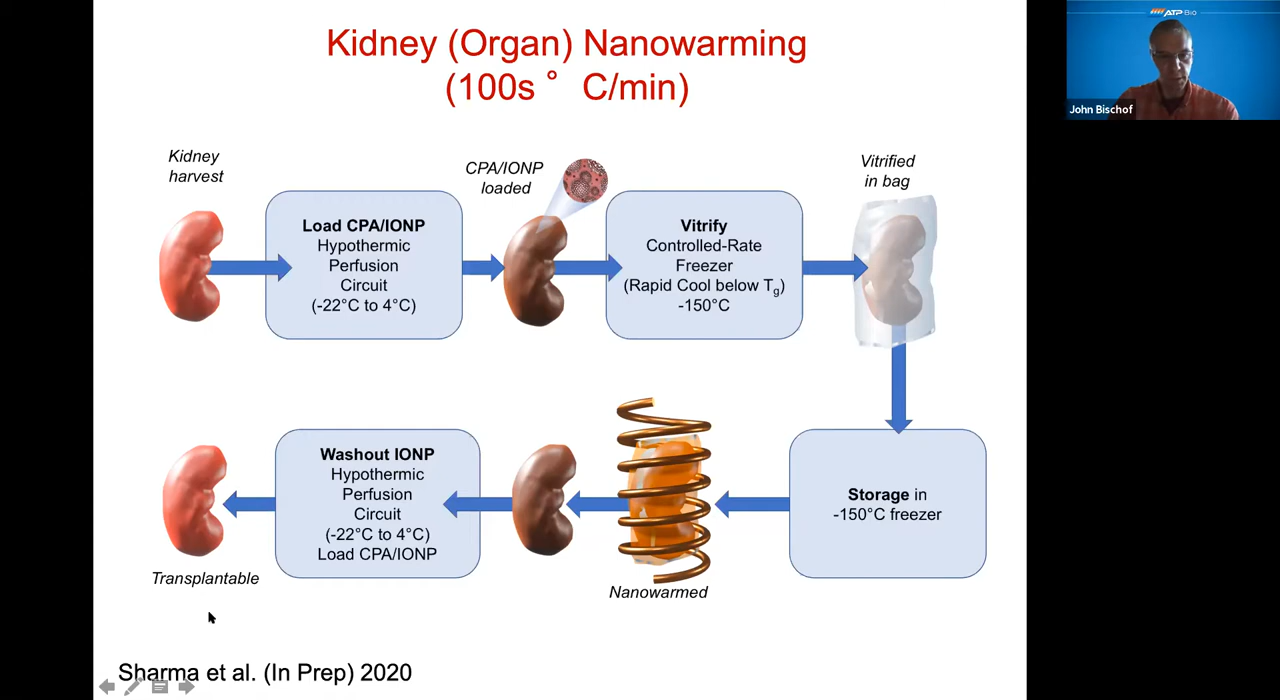 Kidney (Organ) Nanowarming
(100s ° C/min)
ATP-Bio
John Bischof
Kidney
harvest
Load CPA/IONP
Hypothermic
Perfusion
Circuit
(-22°C to 4°C)
CPA/IONP
loaded
Vitrify
Controlled-Rate
Freezer
(Rapid Cool below Tg)
-150°C
Vitrified
in bag
Storage in
-150°C freezer
Nanowarmed
Washout IONP
Hypothermic
Perfusion
Circuit
(-22°C to 4°C)
Load CPA/IONP
Transplantable
Sharma et al. (In Prep) 2020